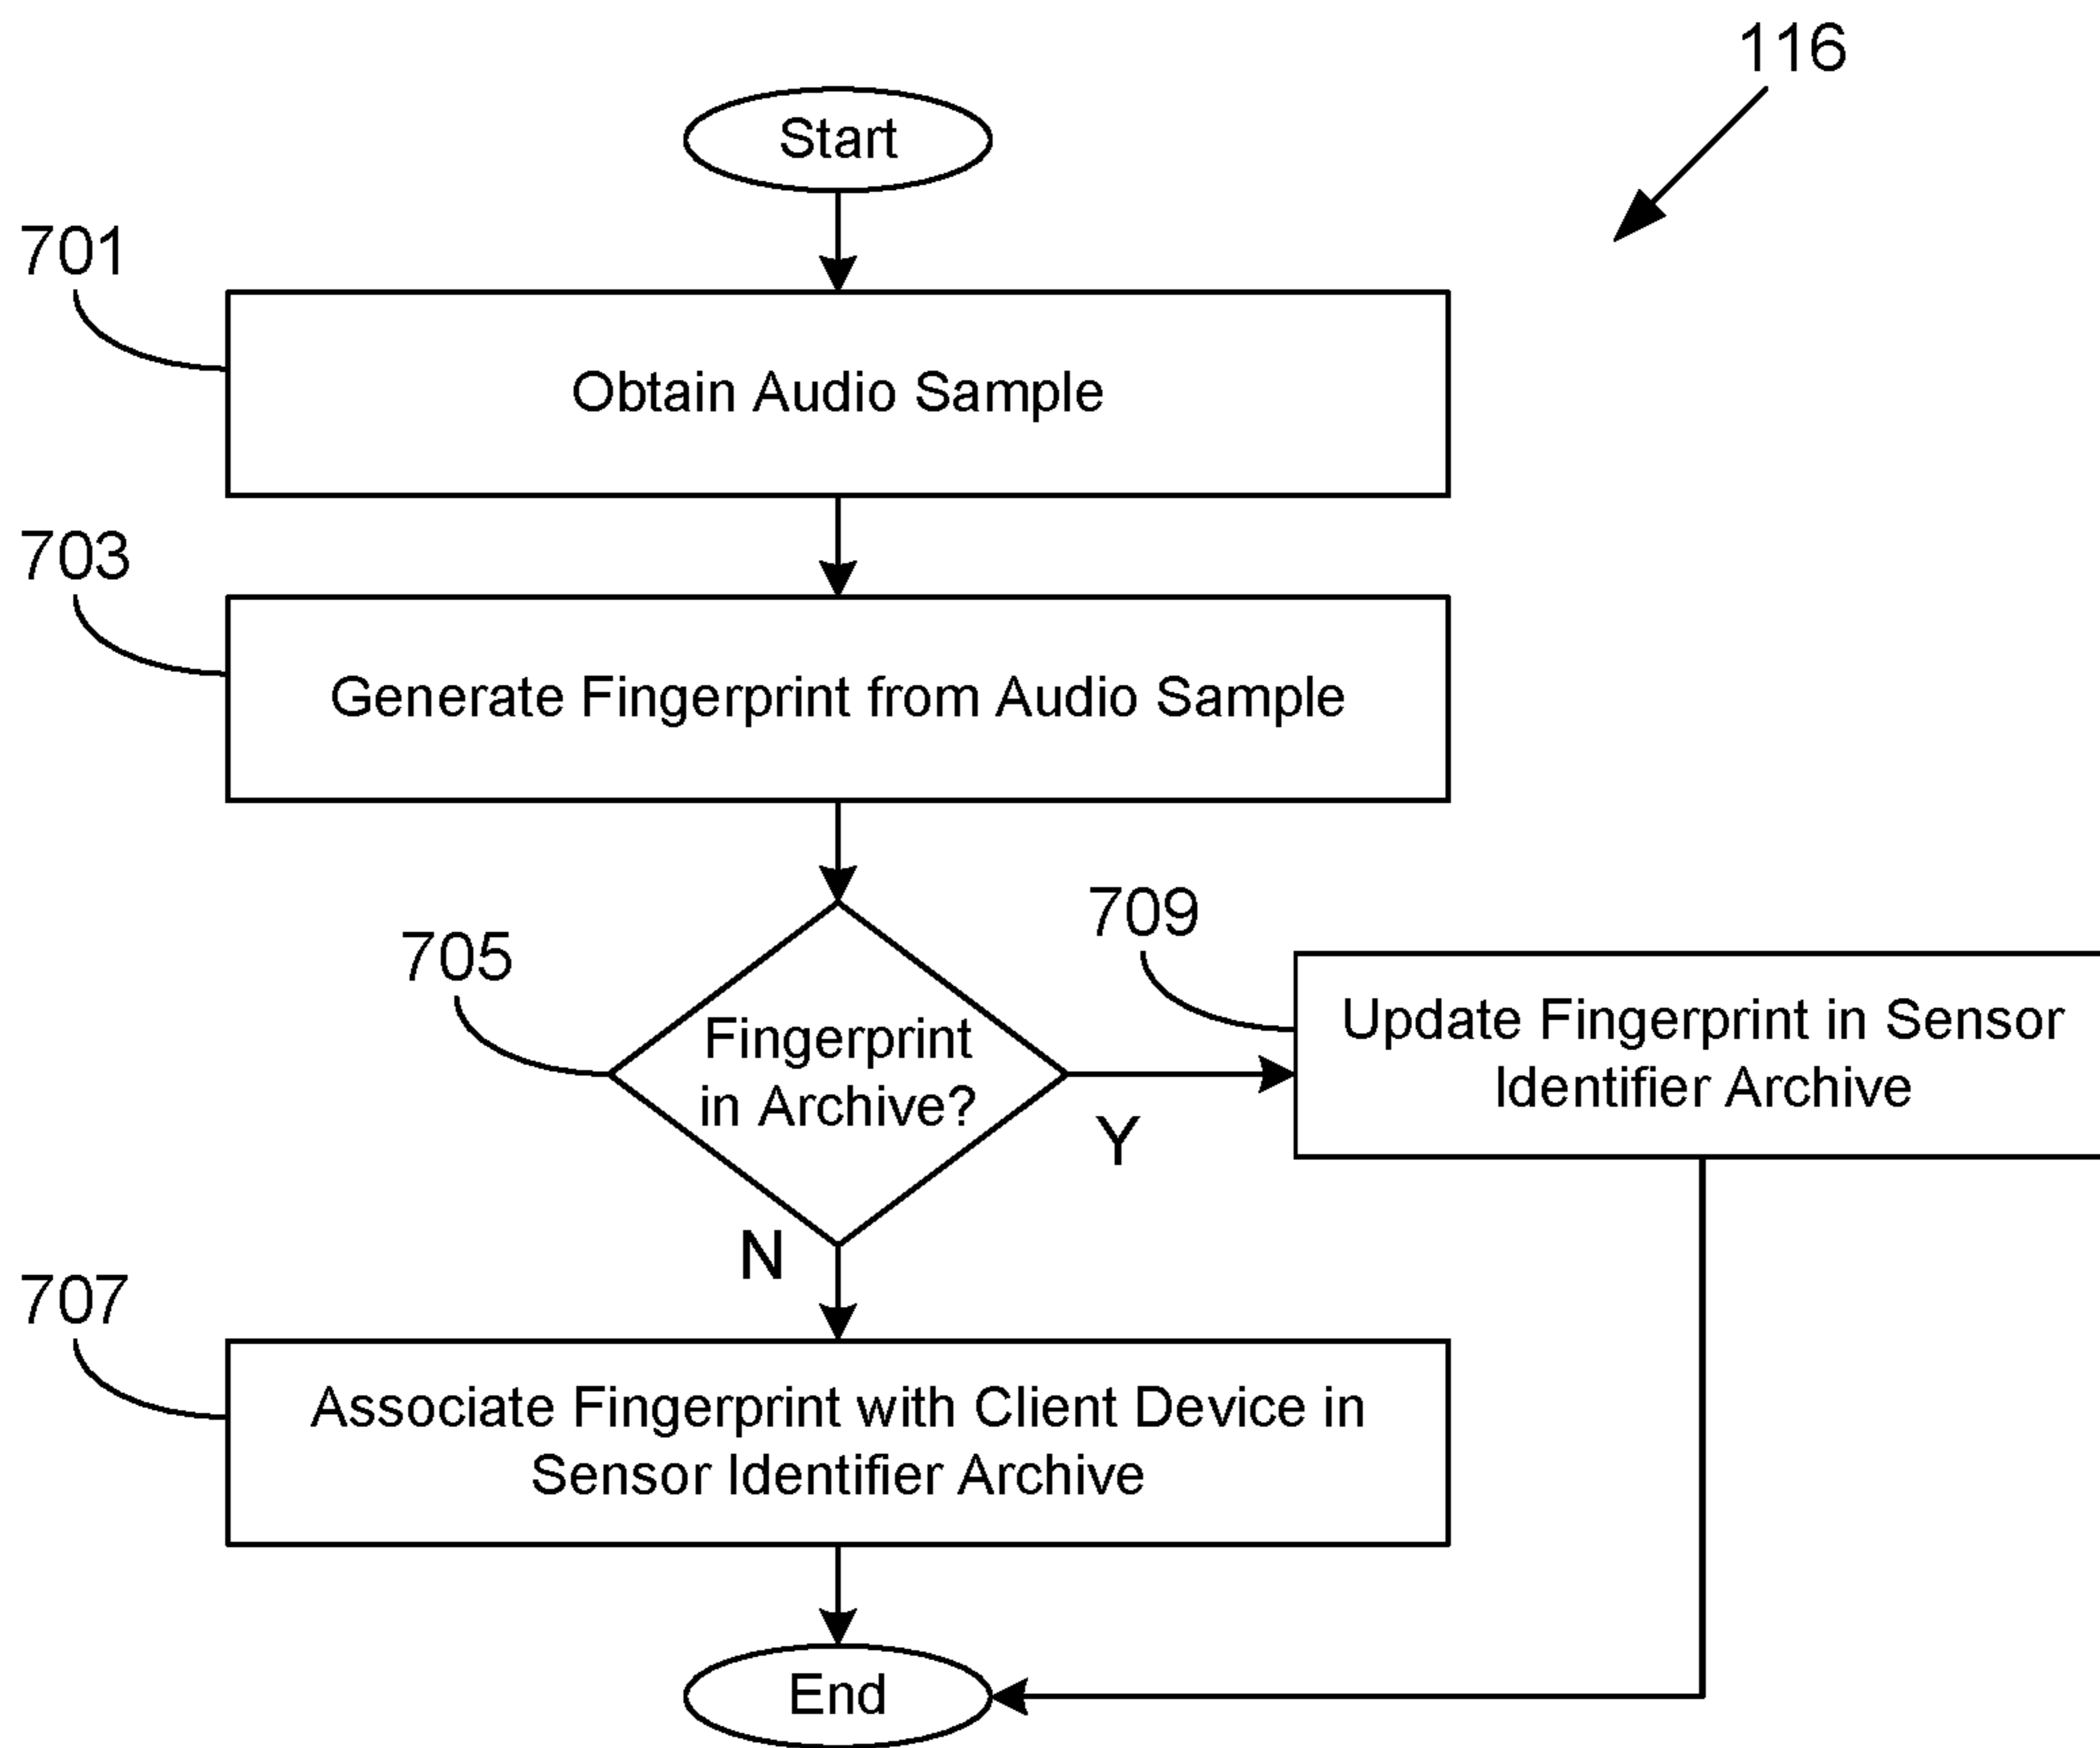 116
Start
701
Obtain Audio Sample
703
Generate Fingerprint from Audio Sample
705
Fingerprint
in Archive?
709
Update Fingerprint in Sensor
Identifier Archive
Y
N
707
Associate Fingerprint with Client Device in
Sensor Identifier Archive
End